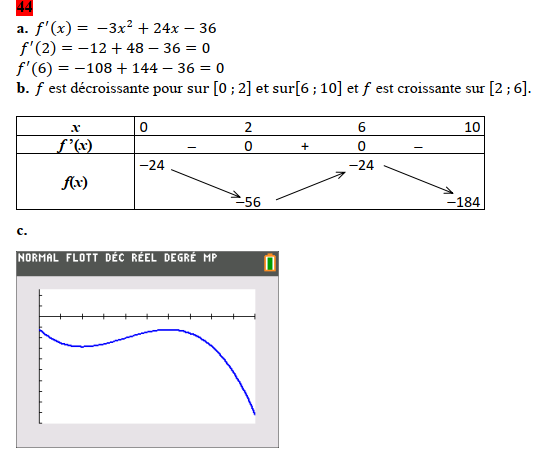 44
a. f'(x) = −3x² + 24x − 36
f'(2) = −12 + 48 − 36 = 0
f'(6) = −108 + 144 − 36 = 0
b. f est décroissante pour sur [0 ; 2] et sur[6 ; 10] et f est croissante sur [2 ; 6].
x 0 2 6 10
f'(x) − 0 + 0 −
f(x) −24 −56 −24 −184
c.
NORMAL FLOTT DÉC RÉEL DEGRÉ MP